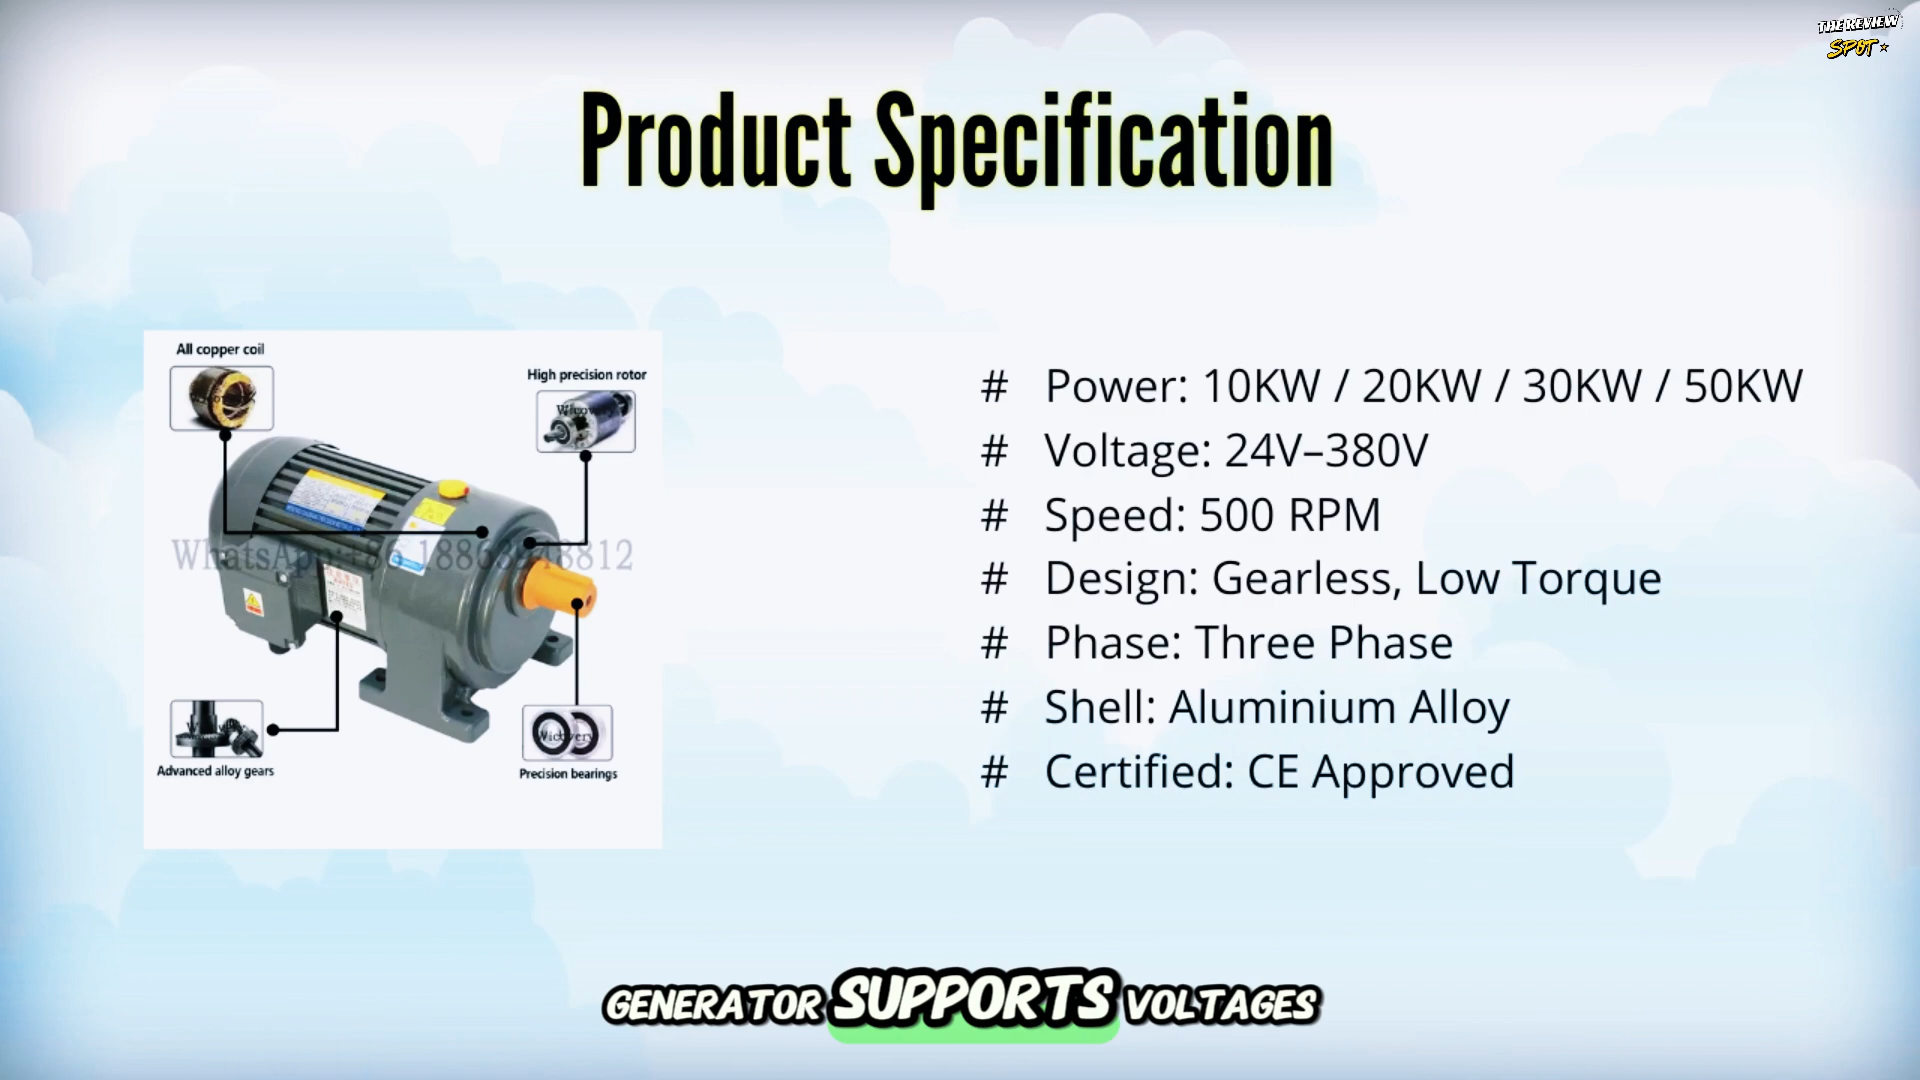 THE REVIEW
SPOT
Product Specification
All copper coil
High precision rotor
Advanced alloy gears
Precision bearings
# Power: 10KW / 20KW / 30KW / 50KW
# Voltage: 24V–380V
# Speed: 500 RPM
# Design: Gearless, Low Torque
# Phase: Three Phase
# Shell: Aluminium Alloy
# Certified: CE Approved
GENERATOR SUPPORTS VOLTAGES